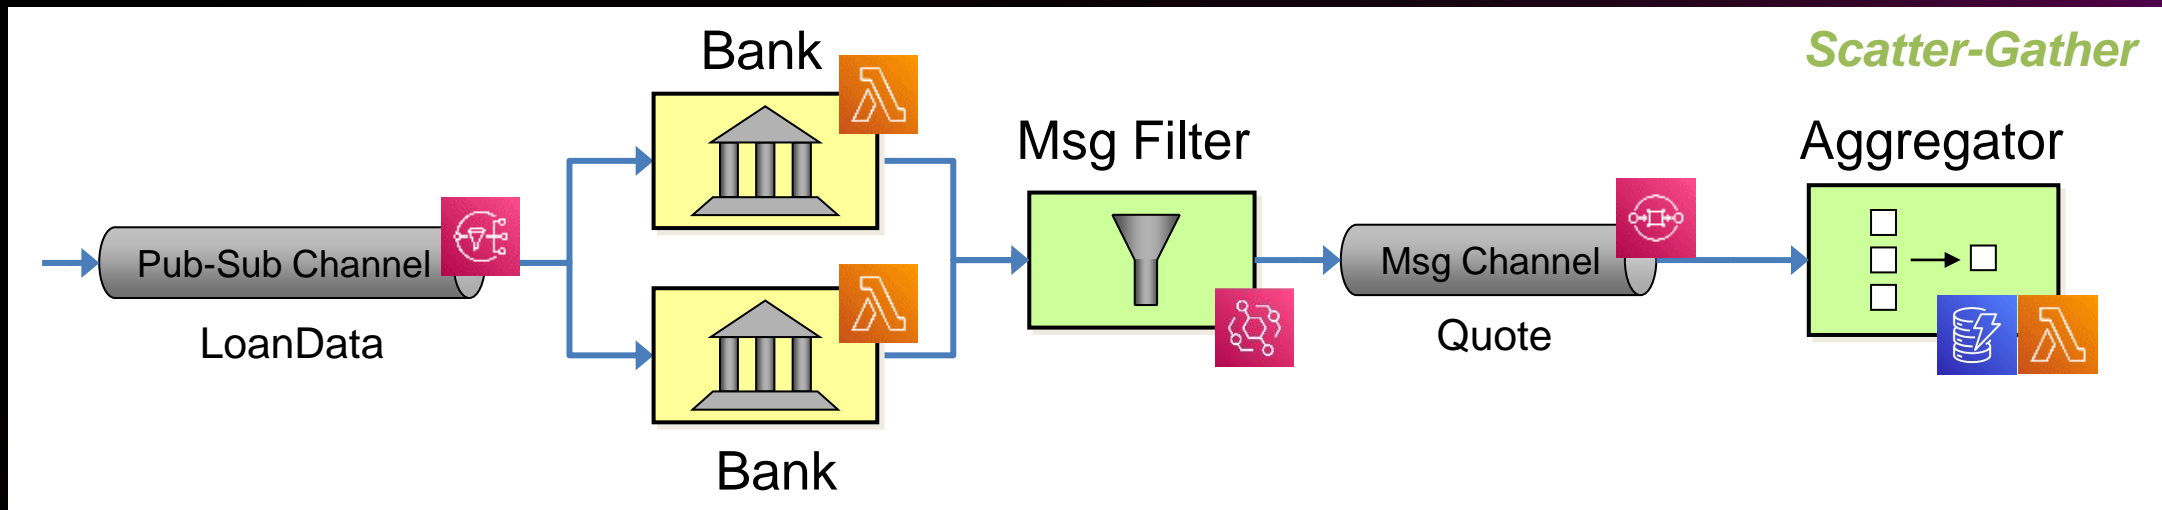 Scatter-Gather
Bank
Msg Filter
Aggregator
Pub-Sub Channel
Msg Channel
LoanData
Quote
Bank